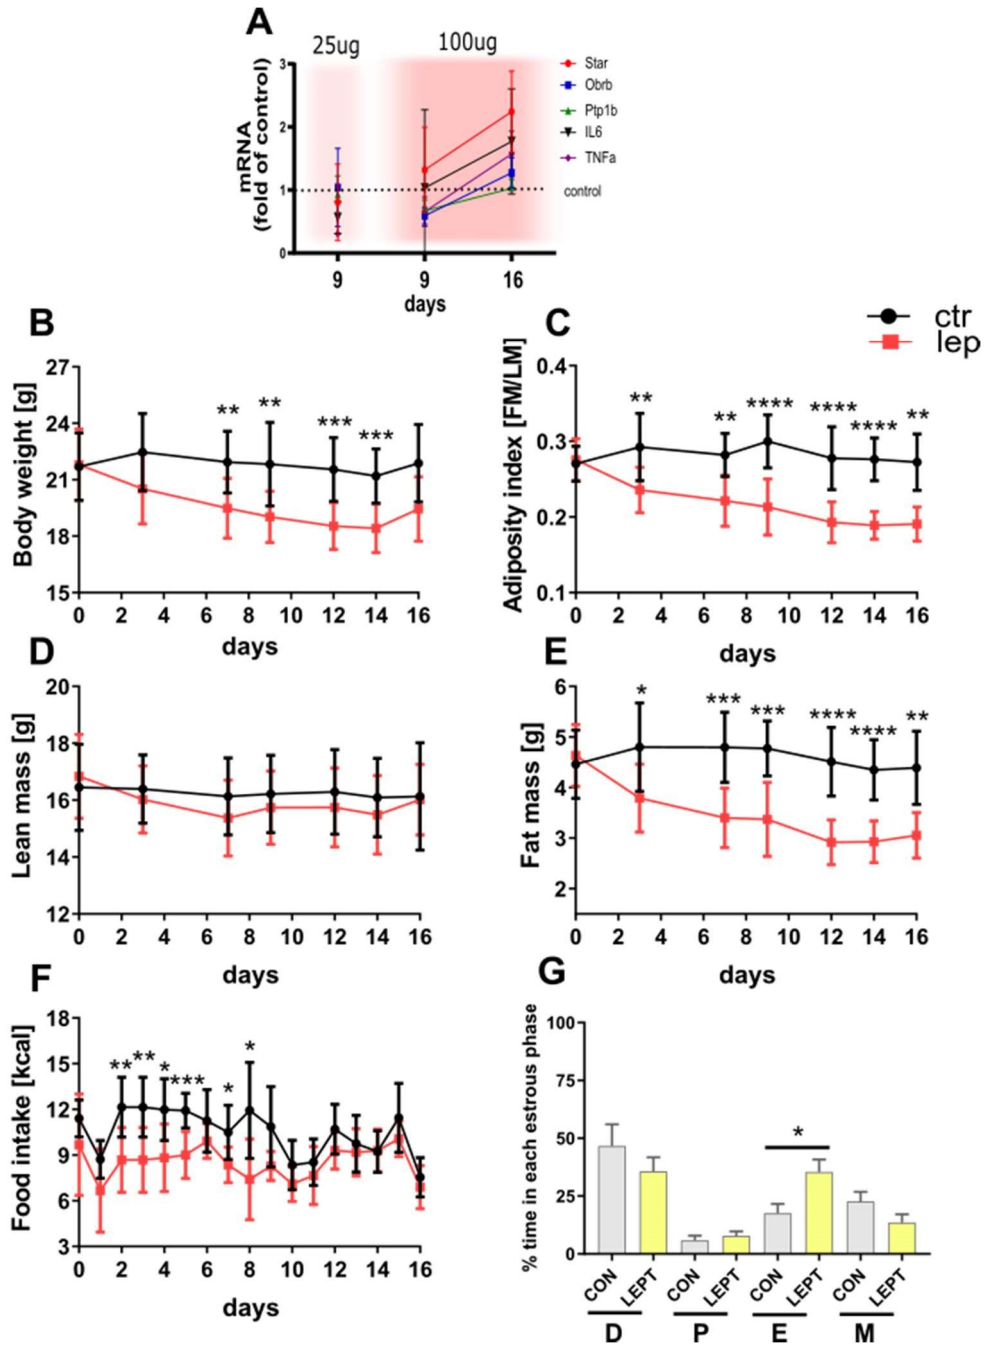 A
25ug
100ug
mRNA
(fold of control)
3
2
1
0
Star
Obrb
Ptp1b
IL6
TNFa
control
9
9
16
days
B
Body weight [g]
27
24
21
18
15
** ** *** ***
0 2 4 6 8 10 12 14 16
days
C
ctr
lep
Adiposity index [FM/LM]
0.4
0.3
0.2
0.1
** ** **** **** **** **
0 2 4 6 8 10 12 14 16
days
D
Lean mass [g]
20
18
16
14
12
0 2 4 6 8 10 12 14 16
days
E
Fat mass [g]
6
5
4
3
2
* *** *** **** **** **
0 2 4 6 8 10 12 14 16
days
F
Food intake [kcal]
18
15
12
9
6
3
** ** * *** * *
0 2 4 6 8 10 12 14 16
days
G
% time in each estrous phase
100
75
50
25
0
*
CON LEPT CON LEPT CON LEPT CON LEPT
D P E M